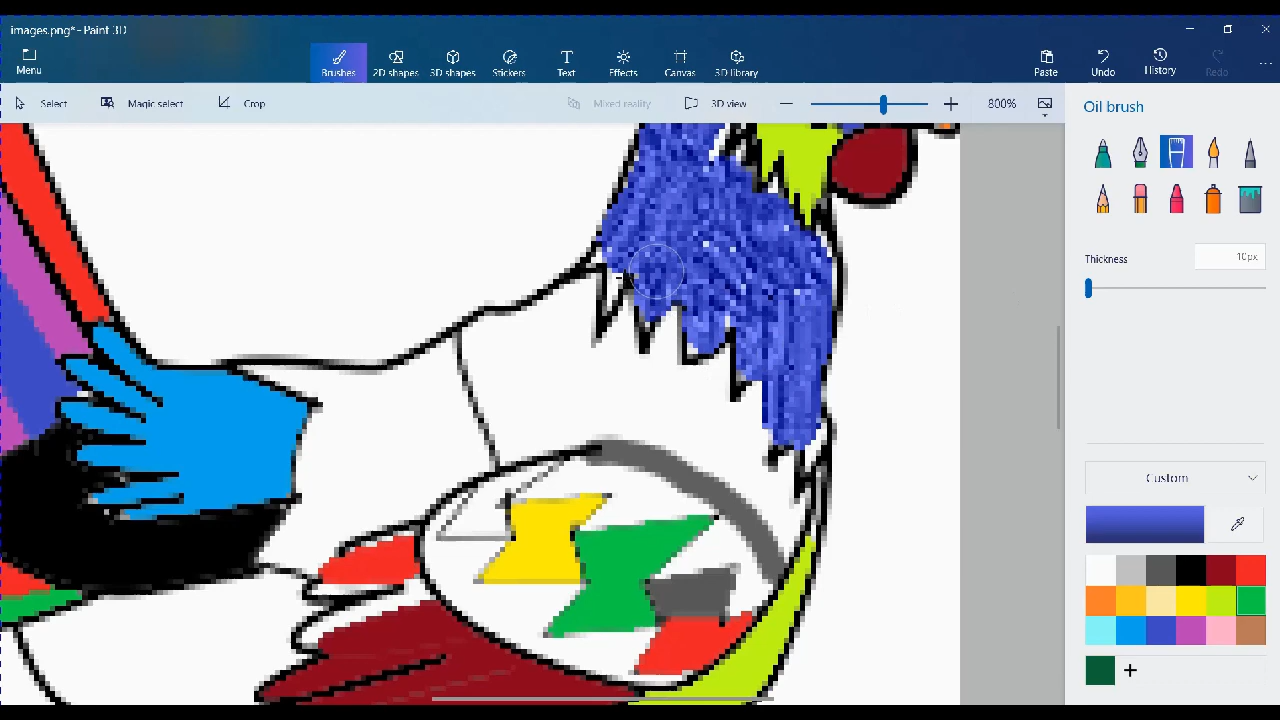 images.png* - Paint 3D
Menu
Brushes
2D shapes
3D shapes
Stickers
Text
Effects
Canvas
3D library
Paste
Undo
History
Redo
Select
Magic select
Crop
Mixed reality
3D view
800%
Oil brush
Thickness
10px
Custom